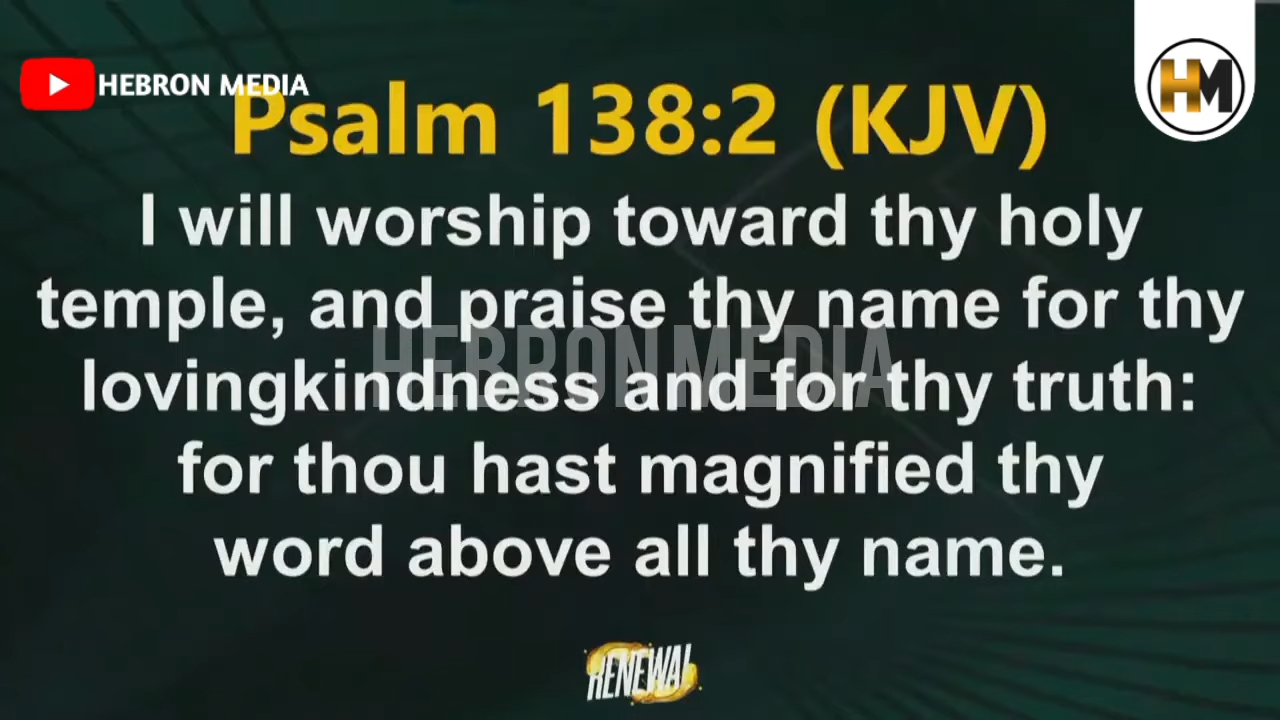 HEBRON MEDIA
HM
Psalm 138:2 (KJV)
I will worship toward thy holy
temple, and praise thy name for thy
lovingkindness and for thy truth:
HEBRON MEDIA
for thou hast magnified thy
word above all thy name.
RENEWAL